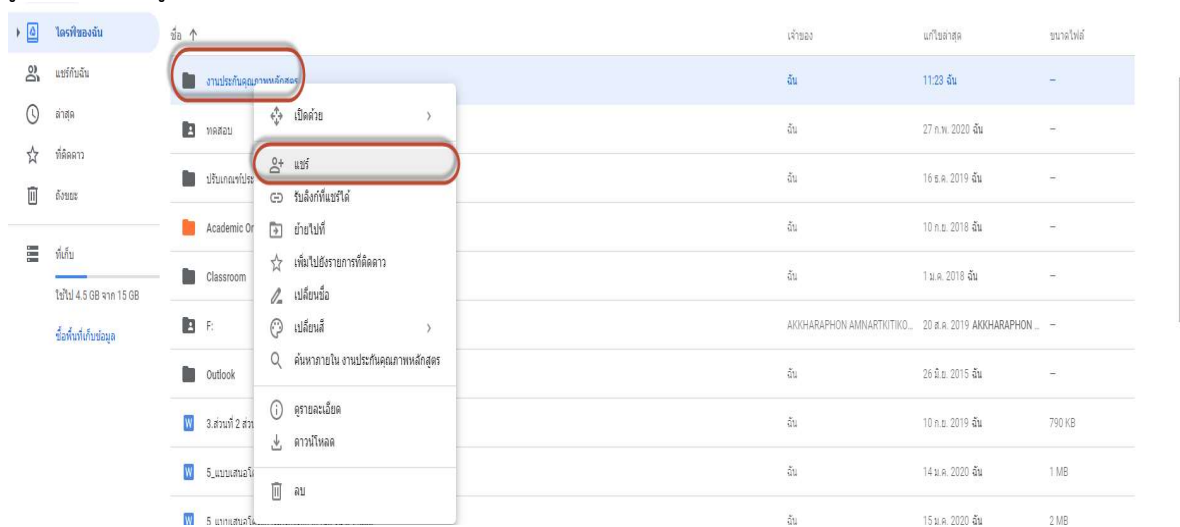 ไดรฟ์ของฉัน
แชร์กับฉัน
ล่าสุด
ที่ติดดาว
ถังขยะ
ที่เก็บ
ใช้ไป 4.5 GB จาก 15 GB
ซื้อพื้นที่เก็บข้อมูล
ชื่อ เจ้าของ แก้ไขล่าสุด ขนาดไฟล์
งานประกันคุณภาพหลักสูตร ฉัน 11:23 ฉัน –
ทดสอบ ฉัน 27 ก.พ. 2020 ฉัน –
ปรับเกณฑ์ประ ฉัน 16 ธ.ค. 2019 ฉัน –
Academic Or ฉัน 10 ก.ย. 2018 ฉัน –
Classroom ฉัน 1 ม.ค. 2018 ฉัน –
F: AKKHARAPHON AMNARTKITIKO... 20 ส.ค. 2019 AKKHARAPHON ... –
Outlook ฉัน 26 มิ.ย. 2015 ฉัน –
3.ส่วนที่ 2 ส่วน ฉัน 10 ก.ย. 2019 ฉัน 790 KB
5_แบบเสนอโค ฉัน 14 ม.ค. 2020 ฉัน 1 MB
ฉัน 15 ม.ค. 2020 ฉัน 2 MB
เปิดด้วย
แชร์
รับลิงก์ที่แชร์ได้
ย้ายไปที่
เพิ่มไปยังรายการที่ติดดาว
เปลี่ยนชื่อ
เปลี่ยนสี
ค้นหาภายใน งานประกันคุณภาพหลักสูตร
ดูรายละเอียด
ดาวน์โหลด
ลบ